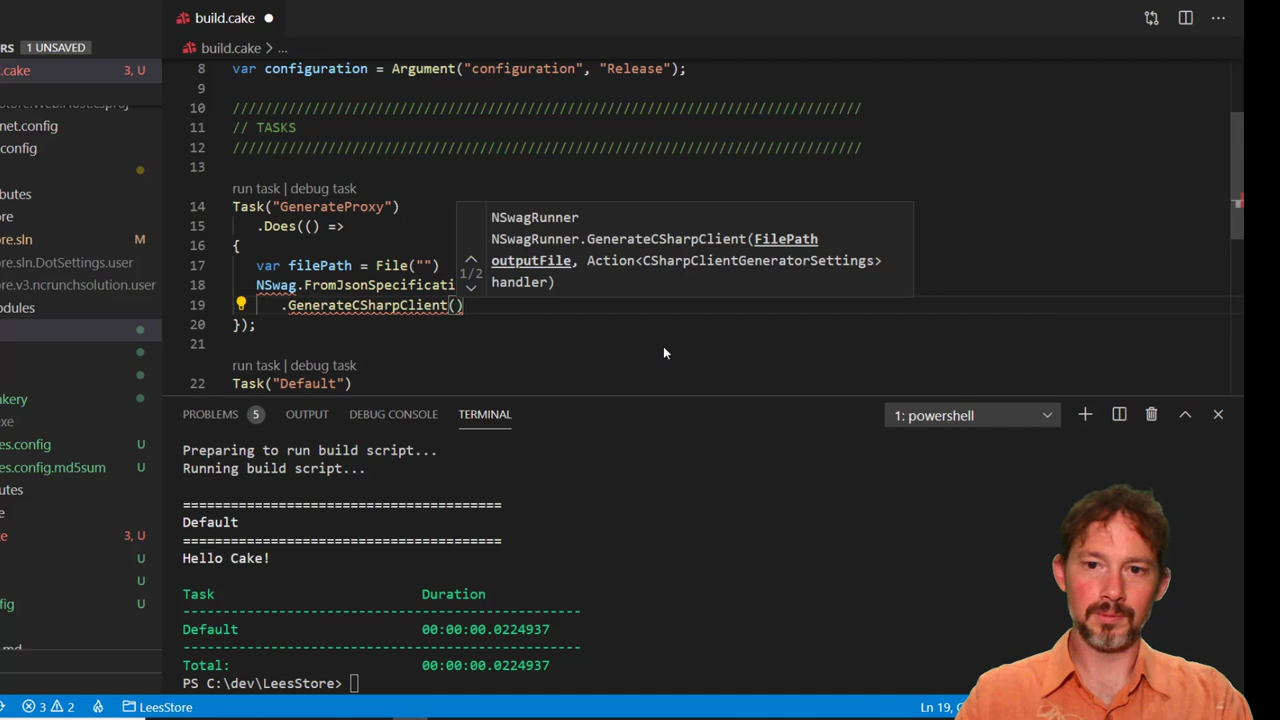 build.cake
RS 1 UNSAVED
build.cake > ...
.cake 3, U
8 var configuration = Argument("configuration", "Release");
9
net.config
10 ////////////////////////////////////////////////////////////////////////////////
11 // TASKS
config
12 ////////////////////////////////////////////////////////////////////////////////
13
run task | debug task
butes
14 Task("GenerateProxy")
ore
15 .Does(() =>
NSwagRunner
NSwagRunner.GenerateCSharpClient(FilePath
outputFile, Action<CSharpClientGeneratorSettings>
handler)
1/2
re.sln M
16 {
re.sln.DotSettings.user
17 var filePath = File("")
re.v3.ncrunchsolution.user
18 NSwag.FromJsonSpecificati
odules
19 .GenerateCSharpClient()
20 });
21
run task | debug task
22 Task("Default")
akery
PROBLEMS 5 OUTPUT DEBUG CONSOLE TERMINAL 1: powershell
xe
es.config U
es.config.md5sum U
utes
e
ke 3, U
U
U
fig U
.md
Preparing to run build script...
Running build script...
========================================
Default
========================================
Hello Cake!
Task Duration
--------------------------------------------------
Default 00:00:00.0224937
--------------------------------------------------
Total: 00:00:00.0224937
PS C:\dev\LeesStore>
3 2 LeesStore Ln 19,